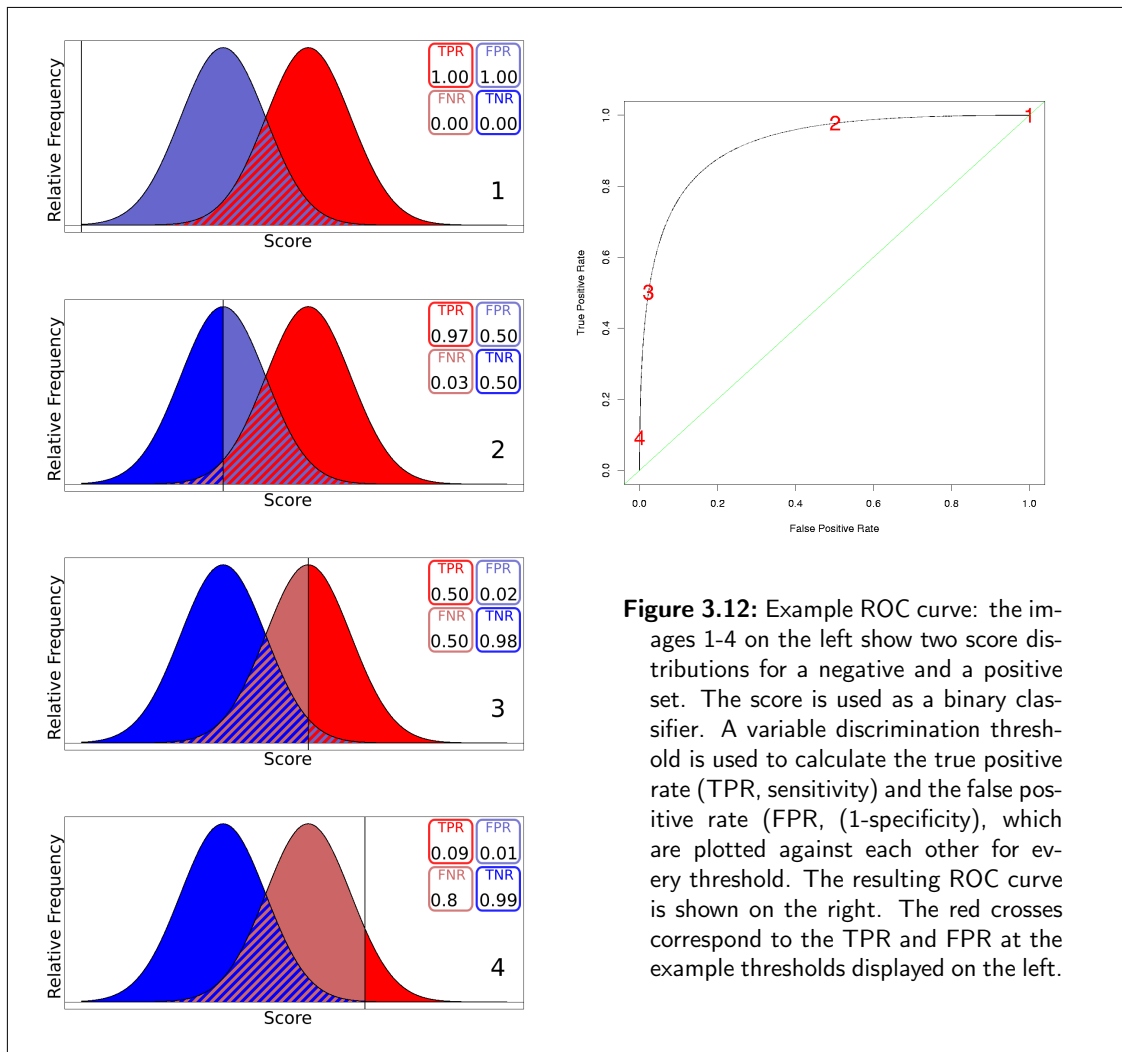 Relative Frequency
TPR FPR
1.00 1.00
FNR TNR
0.00 0.00
1
Score
Relative Frequency
TPR FPR
0.97 0.50
FNR TNR
0.03 0.50
2
Score
Relative Frequency
TPR FPR
0.50 0.02
FNR TNR
0.50 0.98
3
Score
Relative Frequency
TPR FPR
0.09 0.01
FNR TNR
0.8 0.99
4
Score
True Positive Rate
1.0
0.8
0.6
0.4
0.2
0.0
1
2
3
4
0.0 0.2 0.4 0.6 0.8 1.0
False Positive Rate
Figure 3.12: Example ROC curve: the im-
ages 1-4 on the left show two score dis-
tributions for a negative and a positive
set. The score is used as a binary clas-
sifier. A variable discrimination thresh-
old is used to calculate the true positive
rate (TPR, sensitivity) and the false pos-
itive rate (FPR, (1-specificity), which
are plotted against each other for ev-
ery threshold. The resulting ROC curve
is shown on the right. The red crosses
correspond to the TPR and FPR at the
example thresholds displayed on the left.